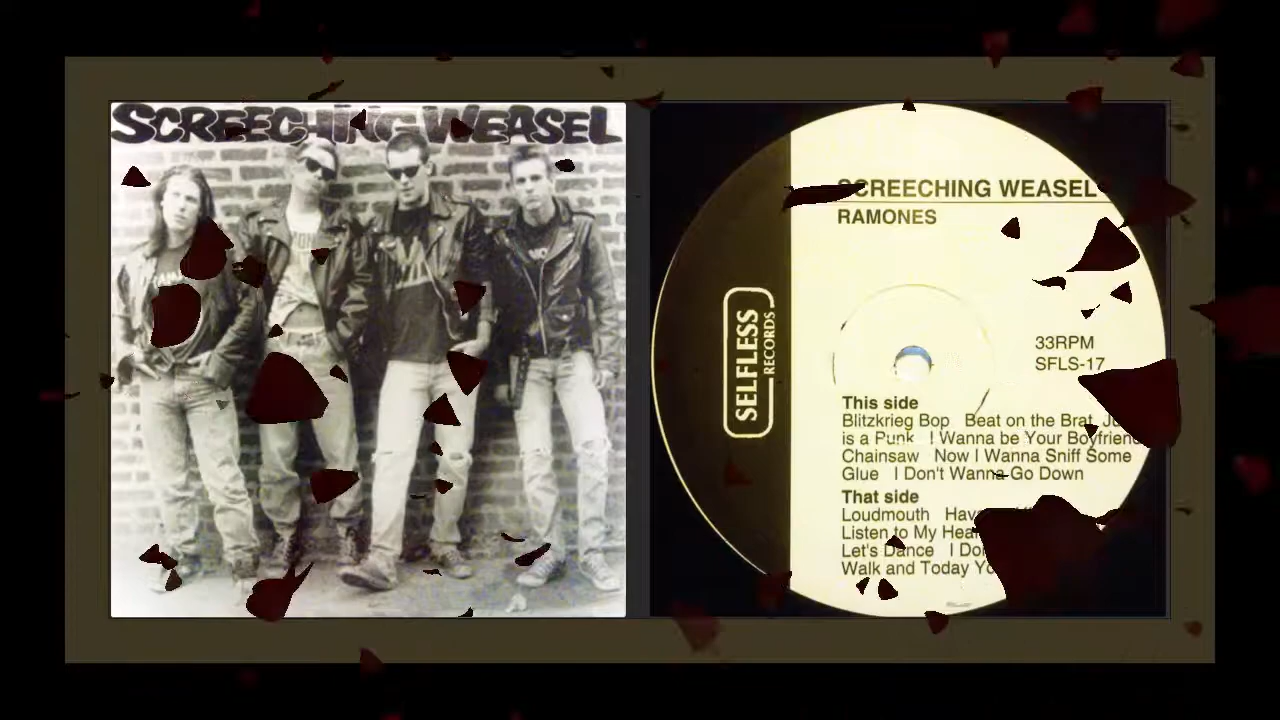 SCREECHING WEASEL
SCREECHING WEASEL
RAMONES
SELFLESS
RECORDS
33RPM
SFLS-17
This side
Blitzkrieg Bop Beat on the Brat
is a Punk I Wanna be Your Boyfriend
Chainsaw Now I Wanna Sniff Some
Glue I Don't Wanna Go Down
That side
Loudmouth
Listen to My
Let's Dance I
Walk and Today